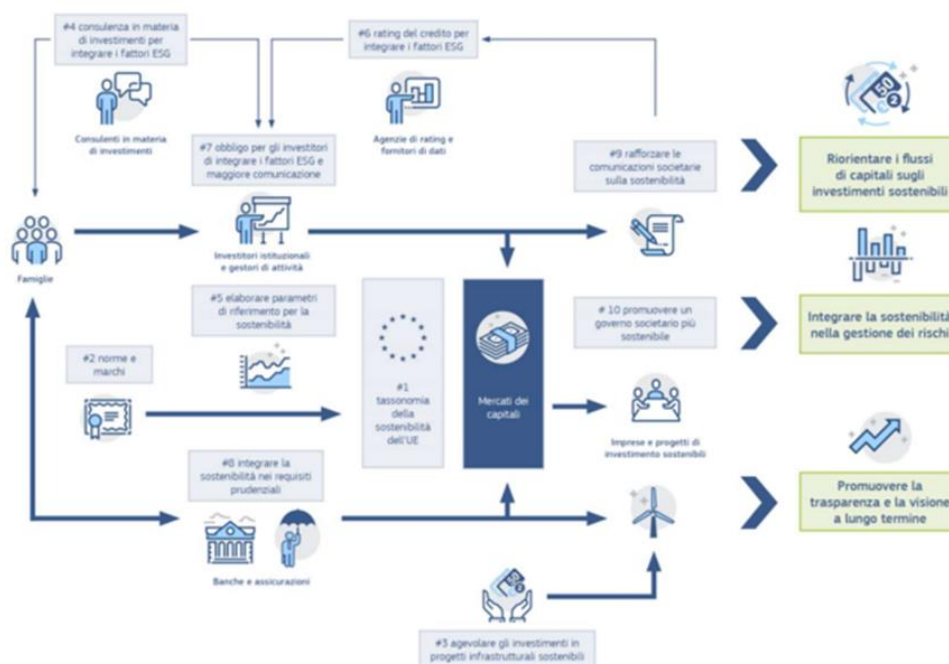 #4 consulenza in materia
di investimenti per
integrare i fattori ESG
#6 rating del credito per
integrare i fattori ESG
Consulenti in materia
di investimenti
Agenzie di rating e
fornitori di dati
#7 obbligo per gli investitori
di integrare i fattori ESG e
maggiore comunicazione
#9 rafforzare le
comunicazioni societarie
sulla sostenibilità
Riorientare i flussi
di capitali sugli
investimenti sostenibili
Famiglie
Investitori istituzionali
e gestori di attività
#5 elaborare parametri
di riferimento per la
sostenibilità
# 10 promuovere un
governo societario più
sostenibile
Integrare la sostenibilità
nella gestione dei rischi
#2 norme e
marchi
#1
tassonomia
della
sostenibilità
dell'UE
Mercati dei
capitali
Imprese e progetti di
investimento sostenibili
#8 integrare la
sostenibilità nei requisiti
prudenziali
Promuovere la
trasparenza e la visione
a lungo termine
Banche e assicurazioni
#3 agevolare gli investimenti in
progetti infrastrutturali sostenibili